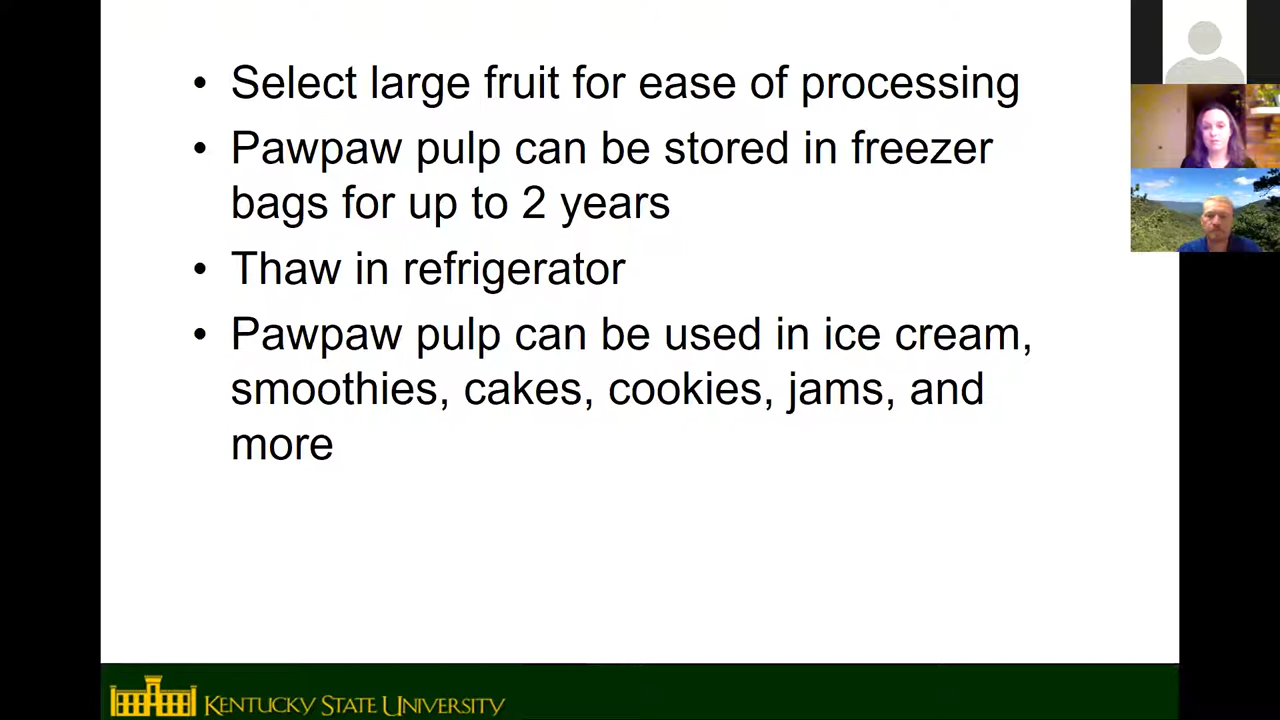 • Select large fruit for ease of processing
• Pawpaw pulp can be stored in freezer
bags for up to 2 years
• Thaw in refrigerator
• Pawpaw pulp can be used in ice cream,
smoothies, cakes, cookies, jams, and
more
KENTUCKY STATE UNIVERSITY